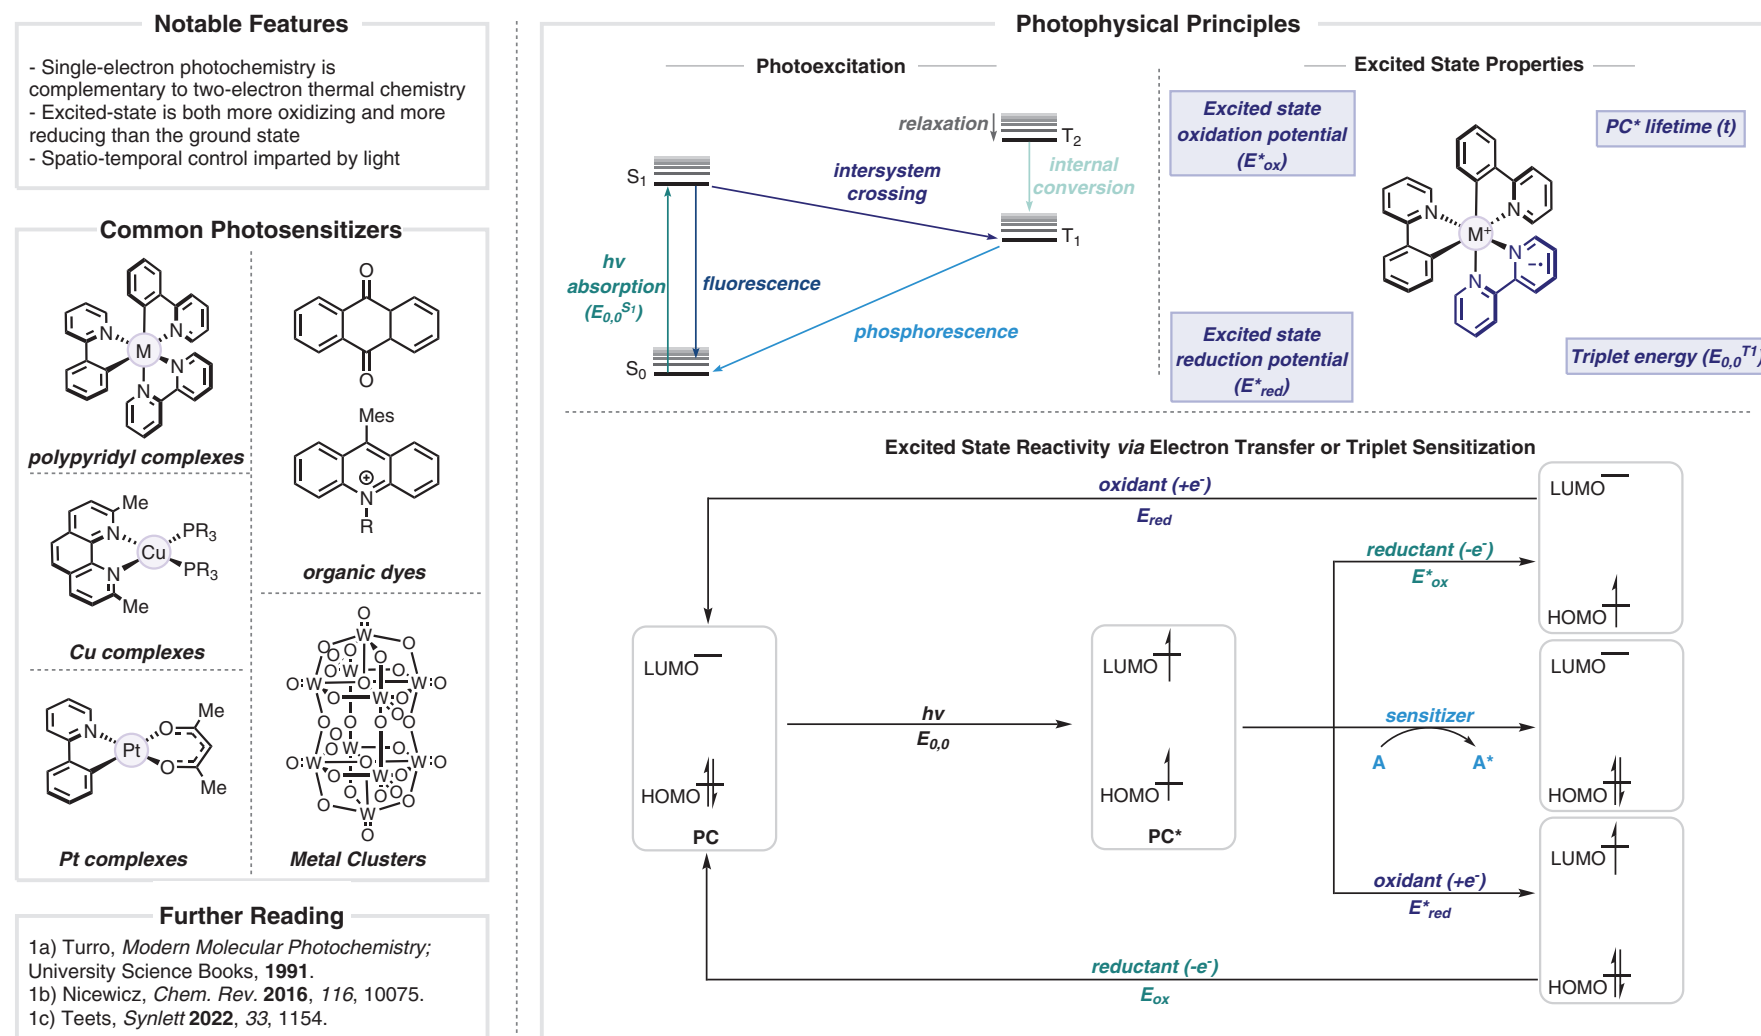 Notable Features
- Single-electron photochemistry is
complementary to two-electron thermal chemistry
- Excited-state is both more oxidizing and more
reducing than the ground state
- Spatio-temporal control imparted by light
Common Photosensitizers
M
N
N
N
N
polypyridyl complexes
O
O
Mes
N
R
organic dyes
Me
N
N
Cu
PR3
PR3
Me
Cu complexes
N
Pt
O
O
Me
Me
Pt complexes
O
W
O
O
O
O
W
O
O
O
W
O
W
O
O
W
O
W
O
O
O
O
O
O
O
W
O
W
O
O
W
O
W
O
O
O
O
O
O
W
O
Metal Clusters
Further Reading
1a) Turro, Modern Molecular Photochemistry;
University Science Books, 1991.
1b) Nicewicz, Chem. Rev. 2016, 116, 10075.
1c) Teets, Synlett 2022, 33, 1154.
Photophysical Principles
Photoexcitation
relaxation
T2
S1
intersystem
crossing
internal
conversion
T1
hν
absorption
(E0,0S1)
fluorescence
phosphorescence
S0
Excited State Properties
Excited state
oxidation potential
(E*ox)
PC* lifetime (t)
N
N
M+
N
N
-•
Excited state
reduction potential
(E*red)
Triplet energy (E0,0T1)
Excited State Reactivity via Electron Transfer or Triplet Sensitization
oxidant (+e-)
Ered
LUMO
HOMO
reductant (-e-)
E*ox
LUMO
HOMO
PC
hν
E0,0
LUMO
HOMO
PC*
sensitizer
A
A*
LUMO
HOMO
oxidant (+e-)
E*red
LUMO
HOMO
reductant (-e-)
Eox